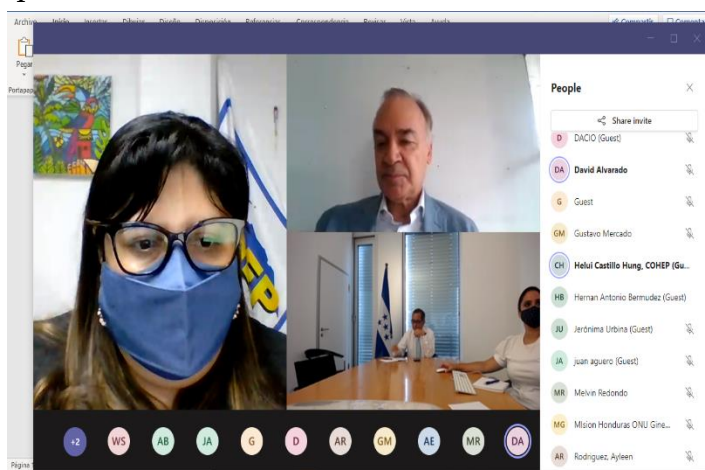 Archivo Inicio Insertar Dibujar Diseño Disposición Referencias Correspondencia Revisar Vista Ayuda Compartir
Pegar
People
Share invite
D DACIO (Guest)
DA David Alvarado
G Guest
GM Gustavo Mercado
CH Helui Castillo Hung, COHEP (Gu...
HB Hernan Antonio Bermudez (Guest)
JU Jerónima Urbina (Guest)
JA juan aguero (Guest)
MR Melvin Redondo
MG MIsion Honduras ONU Gine...
AR Rodriguez, Ayleen
+2 WS AB JA G D AR GM AE MR DA